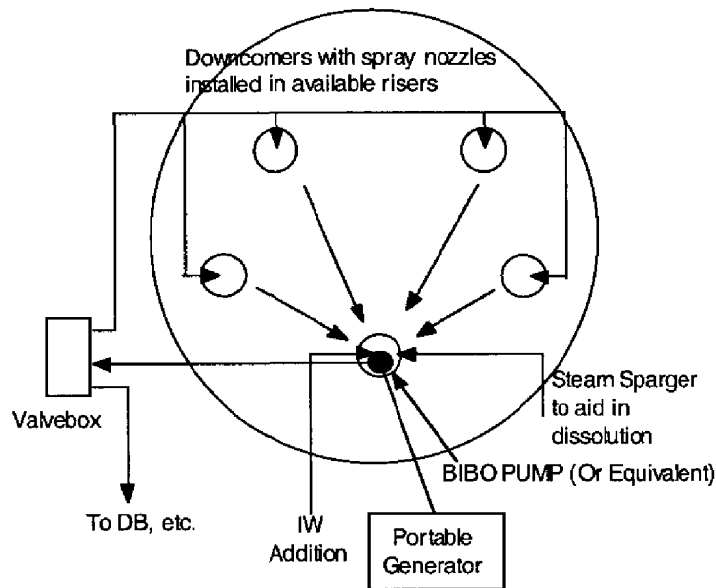 Downcomers with spray nozzles
installed in available risers
Steam Sparger
to aid in
dissolution
Valvebox
BIBO PUMP (Or Equivalent)
To DB, etc.
IW
Addition
Portable
Generator